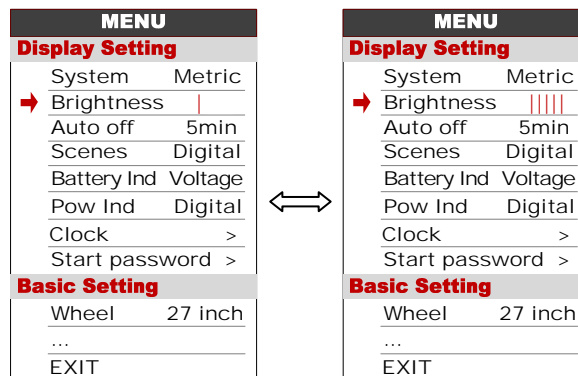 MENU
Display Setting
System Metric
Brightness |
Auto off 5min
Scenes Digital
Battery Ind Voltage
Pow Ind Digital
Clock >
Start password >
Basic Setting
Wheel 27 inch
...
EXIT
MENU
Display Setting
System Metric
Brightness |||||
Auto off 5min
Scenes Digital
Battery Ind Voltage
Pow Ind Digital
Clock >
Start password >
Basic Setting
Wheel 27 inch
...
EXIT